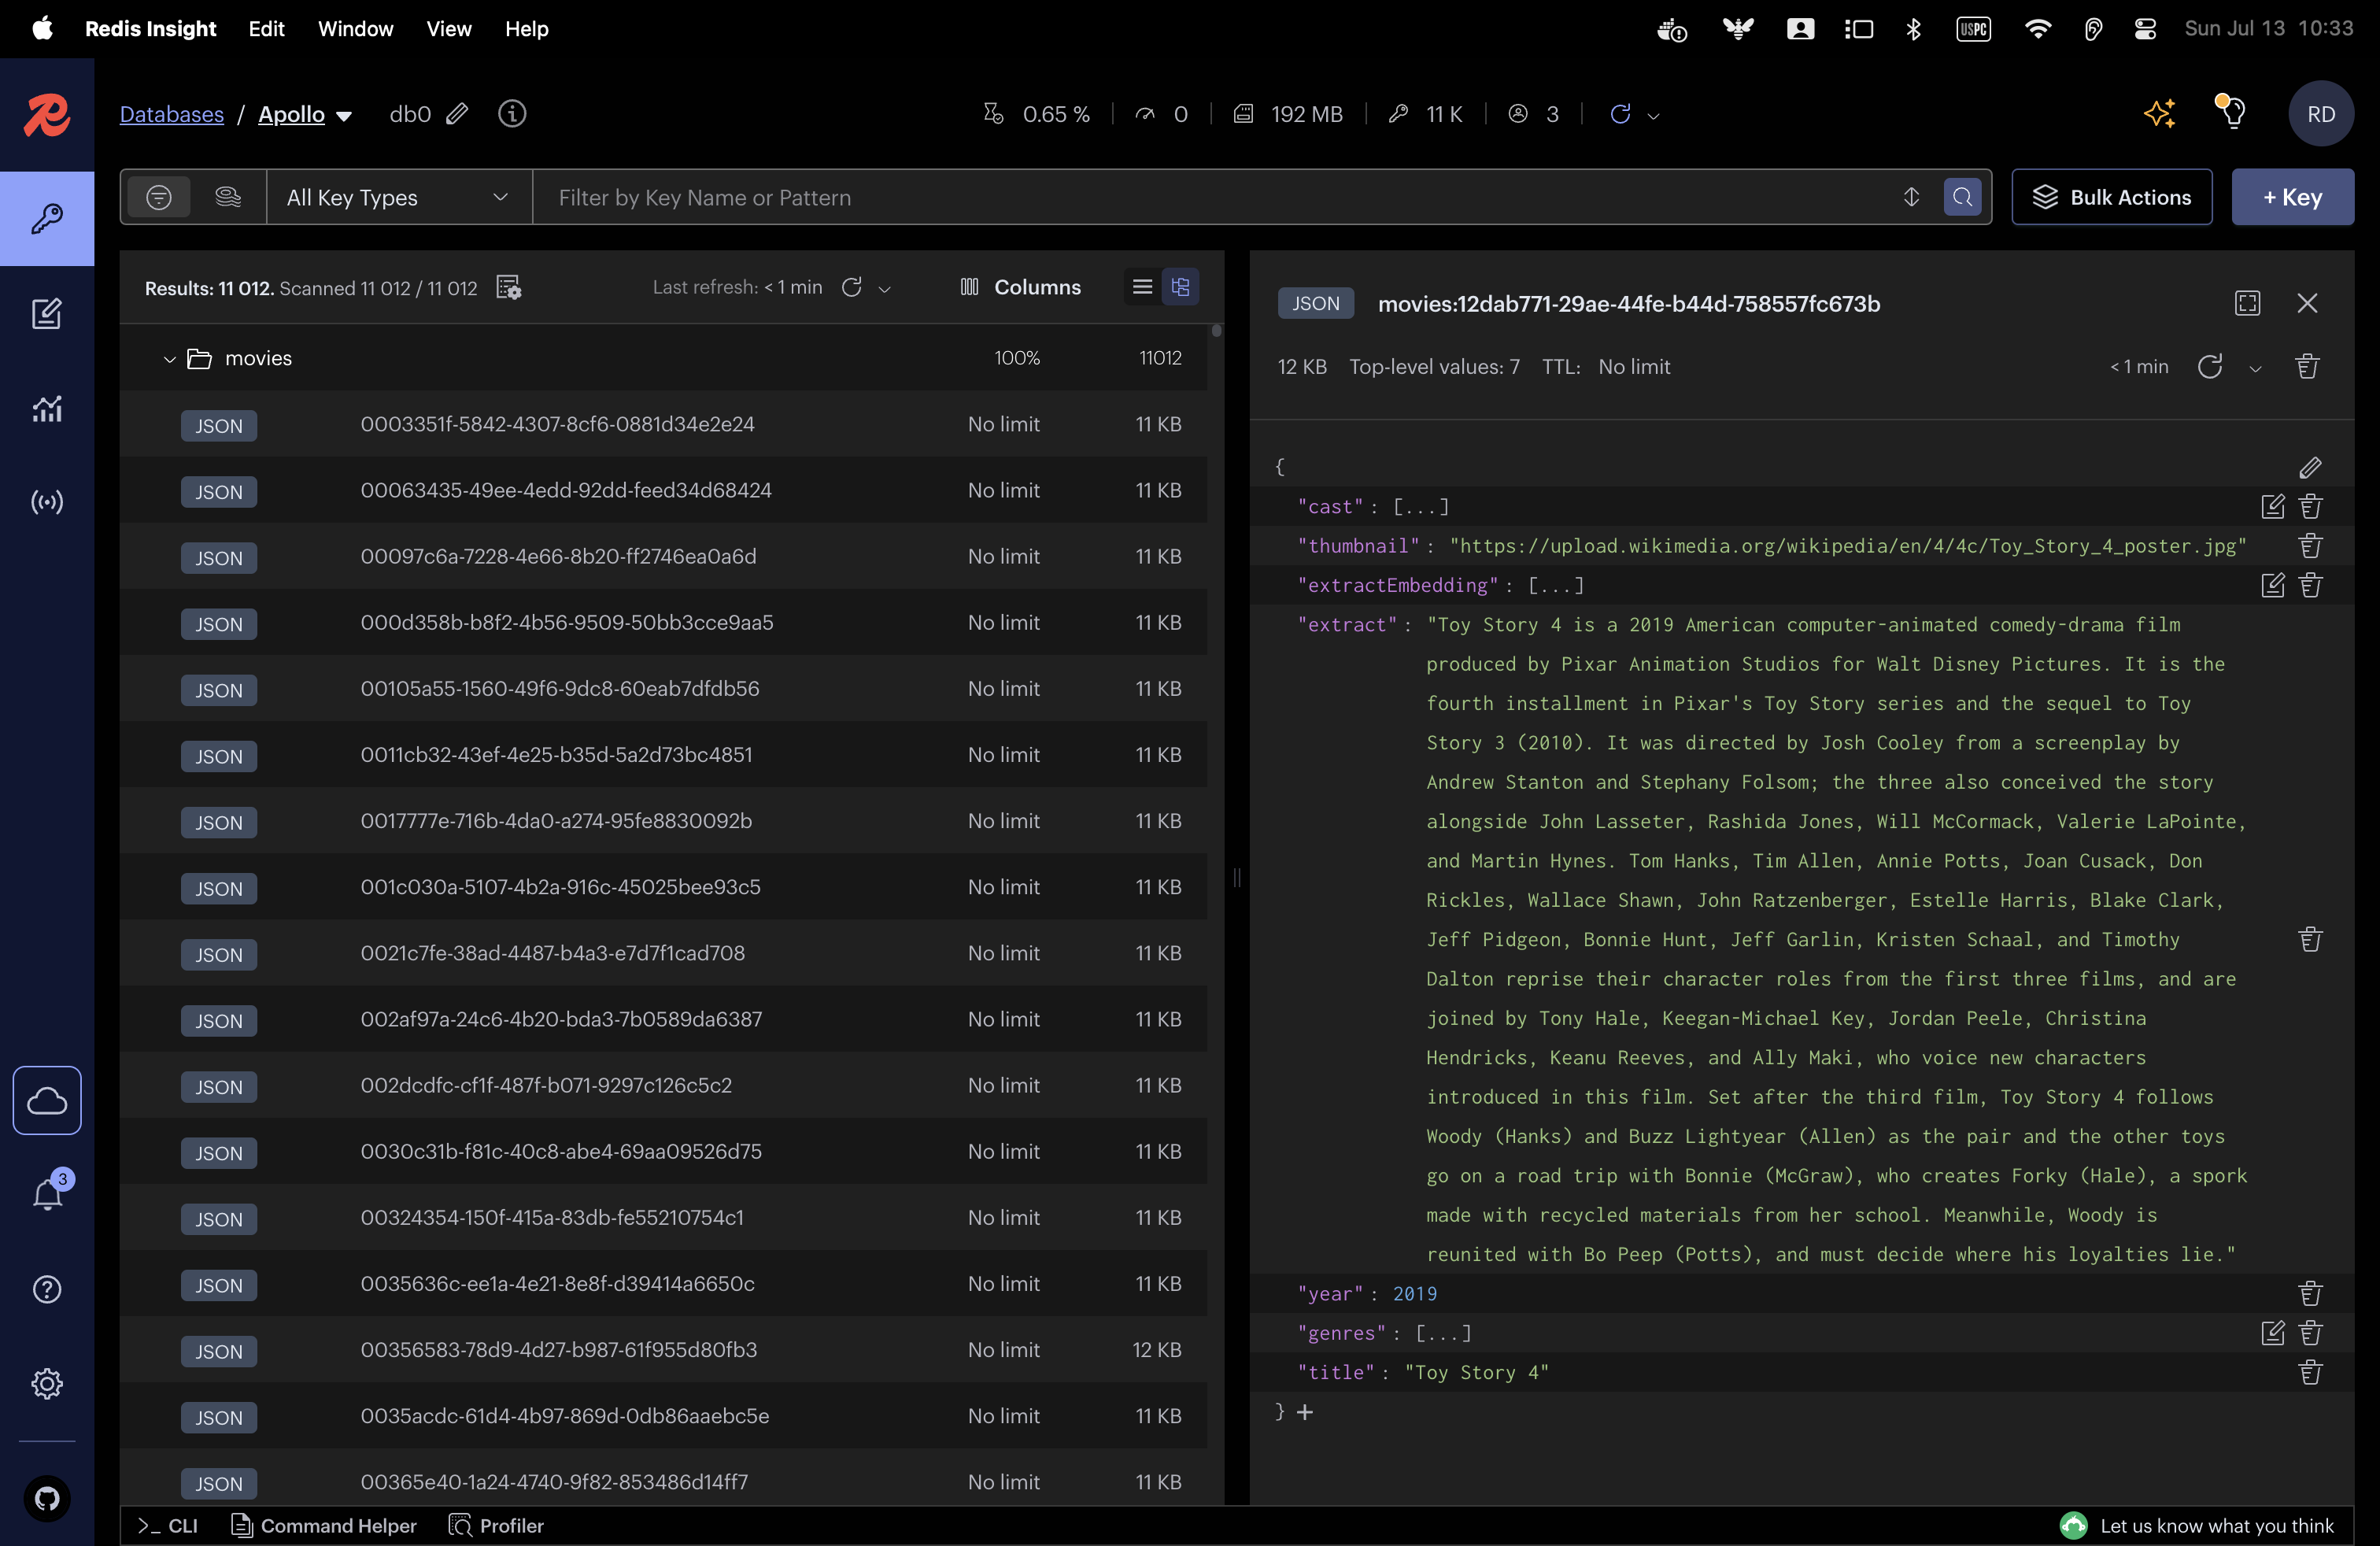 Redis Insight Edit Window View Help USPC Sun Jul 13 10:33
Databases / Apollo db0 0.65 % 0 192 MB 11 K 3 RD
All Key Types Filter by Key Name or Pattern Bulk Actions + Key
Results: 11 012. Scanned 11 012 / 11 012 Last refresh: < 1 min Columns
movies 100% 11012
JSON 0003351f-5842-4307-8cf6-0881d34e2e24 No limit 11 KB
JSON 00063435-49ee-4edd-92dd-feed34d68424 No limit 11 KB
JSON 00097c6a-7228-4e66-8b20-ff2746ea0a6d No limit 11 KB
JSON 000d358b-b8f2-4b56-9509-50bb3cce9aa5 No limit 11 KB
JSON 00105a55-1560-49f6-9dc8-60eab7dfdb56 No limit 11 KB
JSON 0011cb32-43ef-4e25-b35d-5a2d73bc4851 No limit 11 KB
JSON 0017777e-716b-4da0-a274-95fe8830092b No limit 11 KB
JSON 001c030a-5107-4b2a-916c-45025bee93c5 No limit 11 KB
JSON 0021c7fe-38ad-4487-b4a3-e7d7f1cad708 No limit 11 KB
JSON 002af97a-24c6-4b20-bda3-7b0589da6387 No limit 11 KB
JSON 002dcdfc-cf1f-487f-b071-9297c126c5c2 No limit 11 KB
JSON 0030c31b-f81c-40c8-abe4-69aa09526d75 No limit 11 KB
JSON 00324354-150f-415a-83db-fe55210754c1 No limit 11 KB
JSON 0035636c-ee1a-4e21-8e8f-d39414a6650c No limit 11 KB
JSON 00356583-78d9-4d27-b987-61f955d80fb3 No limit 12 KB
JSON 0035acdc-61d4-4b97-869d-0db86aaebc5e No limit 11 KB
JSON 00365e40-1a24-4740-9f82-853486d14ff7 No limit 11 KB
JSON movies:12dab771-29ae-44fe-b44d-758557fc673b
12 KB Top-level values: 7 TTL: No limit < 1 min
{
"cast" : [...]
"thumbnail" : "https://upload.wikimedia.org/wikipedia/en/4/4c/Toy_Story_4_poster.jpg"
"extractEmbedding" : [...]
"extract" : "Toy Story 4 is a 2019 American computer-animated comedy-drama film
produced by Pixar Animation Studios for Walt Disney Pictures. It is the
fourth installment in Pixar's Toy Story series and the sequel to Toy
Story 3 (2010). It was directed by Josh Cooley from a screenplay by
Andrew Stanton and Stephany Folsom; the three also conceived the story
alongside John Lasseter, Rashida Jones, Will McCormack, Valerie LaPointe,
and Martin Hynes. Tom Hanks, Tim Allen, Annie Potts, Joan Cusack, Don
Rickles, Wallace Shawn, John Ratzenberger, Estelle Harris, Blake Clark,
Jeff Pidgeon, Bonnie Hunt, Jeff Garlin, Kristen Schaal, and Timothy
Dalton reprise their character roles from the first three films, and are
joined by Tony Hale, Keegan-Michael Key, Jordan Peele, Christina
Hendricks, Keanu Reeves, and Ally Maki, who voice new characters
introduced in this film. Set after the third film, Toy Story 4 follows
Woody (Hanks) and Buzz Lightyear (Allen) as the pair and the other toys
go on a road trip with Bonnie (McGraw), who creates Forky (Hale), a spork
made with recycled materials from her school. Meanwhile, Woody is
reunited with Bo Peep (Potts), and must decide where his loyalties lie."
"year" : 2019
"genres" : [...]
"title" : "Toy Story 4"
} +
3
>_ CLI Command Helper Profiler Let us know what you think